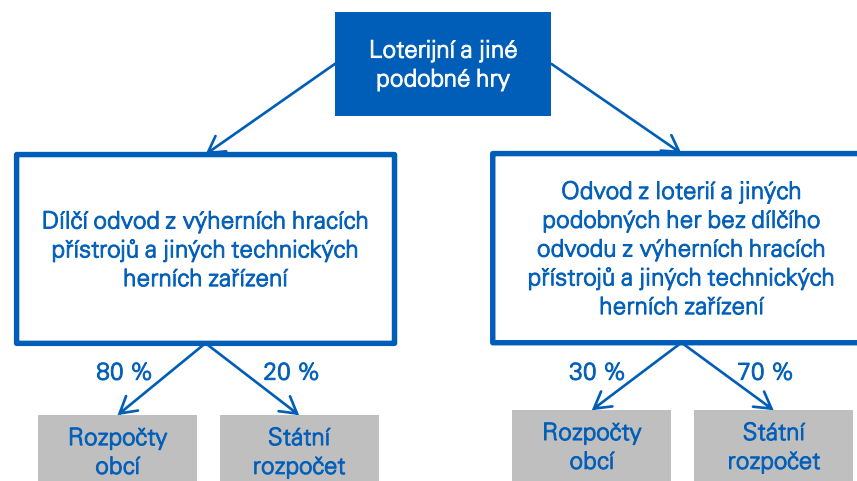 Loterijní a jiné
podobné hry
Dílčí odvod z výherních hracích
přístrojů a jiných technických
herních zařízení
Odvod z loterií a jiných
podobných her bez dílčího
odvodu z výherních hracích
přístrojů a jiných technických
herních zařízení
80 %
20 %
30 %
70 %
Rozpočty
obcí
Státní
rozpočet
Rozpočty
obcí
Státní
rozpočet